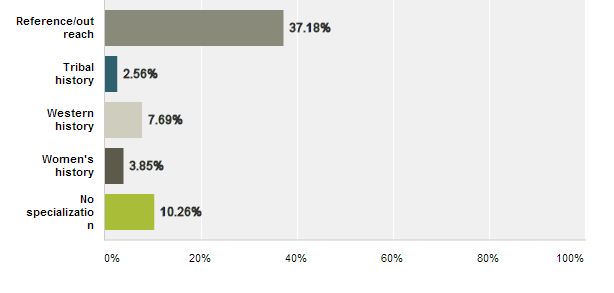 Reference/out
reach
37.18%
Tribal
history
2.56%
Western
history
7.69%
Women's
history
3.85%
No
specializatio
n
10.26%
0% 20% 40% 60% 80% 100%